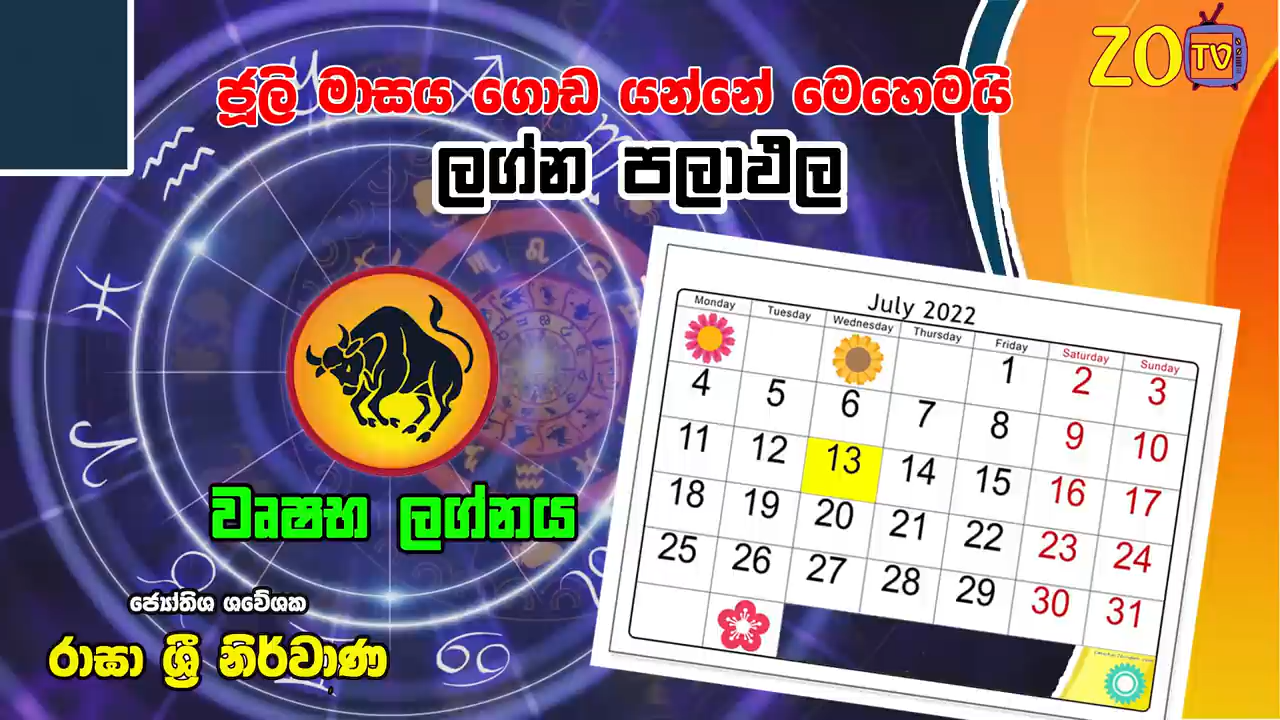 ZO TV
ජූලි මාසය ගොඩ යන්නේ මෙහෙමයි
ලග්න පලාඵල
වෘෂභ ලග්නය
ජ්‍යෝතිශ ශවේශක
රාසා ශ්‍රී නිර්වාණ
July 2022
Monday Tuesday Wednesday Thursday Friday Saturday Sunday
1 2 3
4 5 6 7 8 9 10
11 12 13 14 15 16 17
18 19 20 21 22 23 24
25 26 27 28 29 30 31